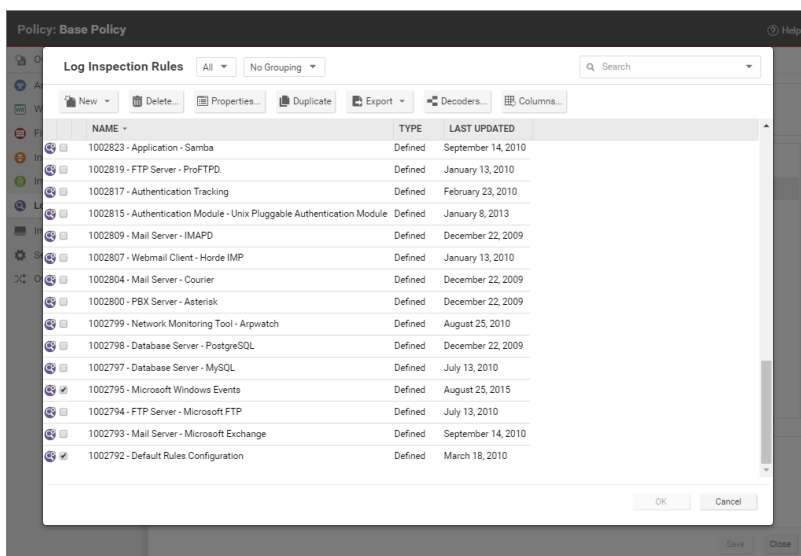 Policy: Base Policy
Help
Log Inspection Rules All No Grouping Search
New Delete... Properties... Duplicate Export Decoders... Columns...
NAME TYPE LAST UPDATED
1002823 - Application - Samba Defined September 14, 2010
1002819 - FTP Server - ProFTPD. Defined January 13, 2010
1002817 - Authentication Tracking Defined February 23, 2010
1002815 - Authentication Module - Unix Pluggable Authentication Module Defined January 8, 2013
1002809 - Mail Server - IMAPD Defined December 22, 2009
1002807 - Webmail Client - Horde IMP Defined January 13, 2010
1002804 - Mail Server - Courier Defined December 22, 2009
1002800 - PBX Server - Asterisk Defined December 22, 2009
1002799 - Network Monitoring Tool - Arpwatch Defined August 25, 2010
1002798 - Database Server - PostgreSQL Defined December 22, 2009
1002797 - Database Server - MySQL Defined July 13, 2010
1002795 - Microsoft Windows Events Defined August 25, 2015
1002794 - FTP Server - Microsoft FTP Defined July 13, 2010
1002793 - Mail Server - Microsoft Exchange Defined September 14, 2010
1002792 - Default Rules Configuration Defined March 18, 2010
OK Cancel
Save Close